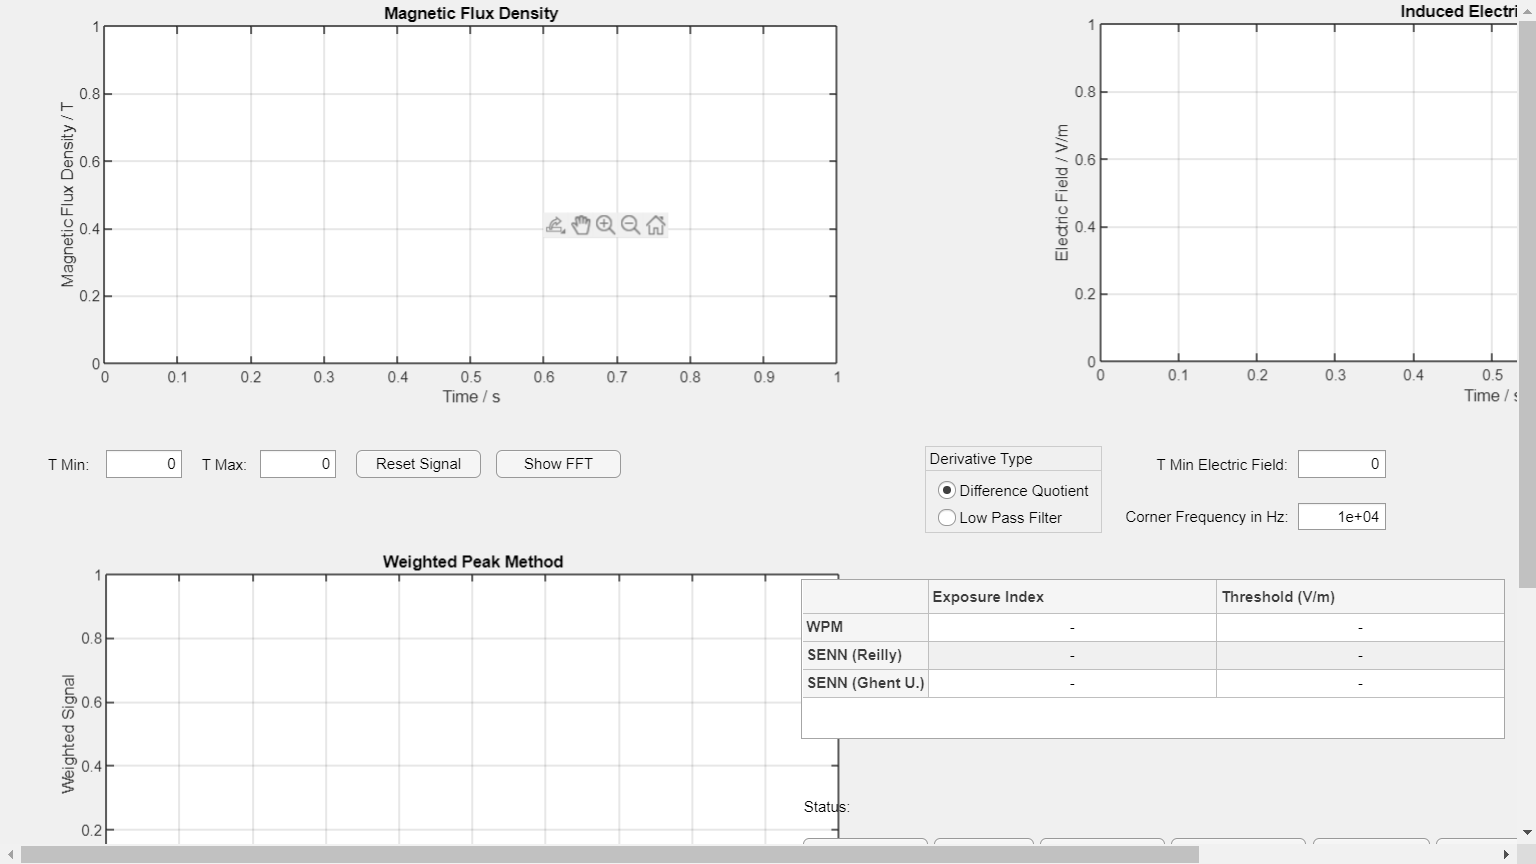 Magnetic Flux Density
Induced Electri
1
0.8
0.6
0.4
0.2
0
Magnetic Flux Density / T
0 0.1 0.2 0.3 0.4 0.5 0.6 0.7 0.8 0.9 1
Time / s
1
0.8
0.6
0.4
0.2
0
Electric Field / V/m
0 0.1 0.2 0.3 0.4 0.5
Time / s
T Min: 0 T Max: 0 Reset Signal Show FFT
Derivative Type
Difference Quotient
Low Pass Filter
T Min Electric Field: 0
Corner Frequency in Hz: 1e+04
Weighted Peak Method
1
0.8
0.6
0.4
0.2
Weighted Signal
Exposure Index Threshold (V/m)
WPM - -
SENN (Reilly) - -
SENN (Ghent U.) - -
Status: